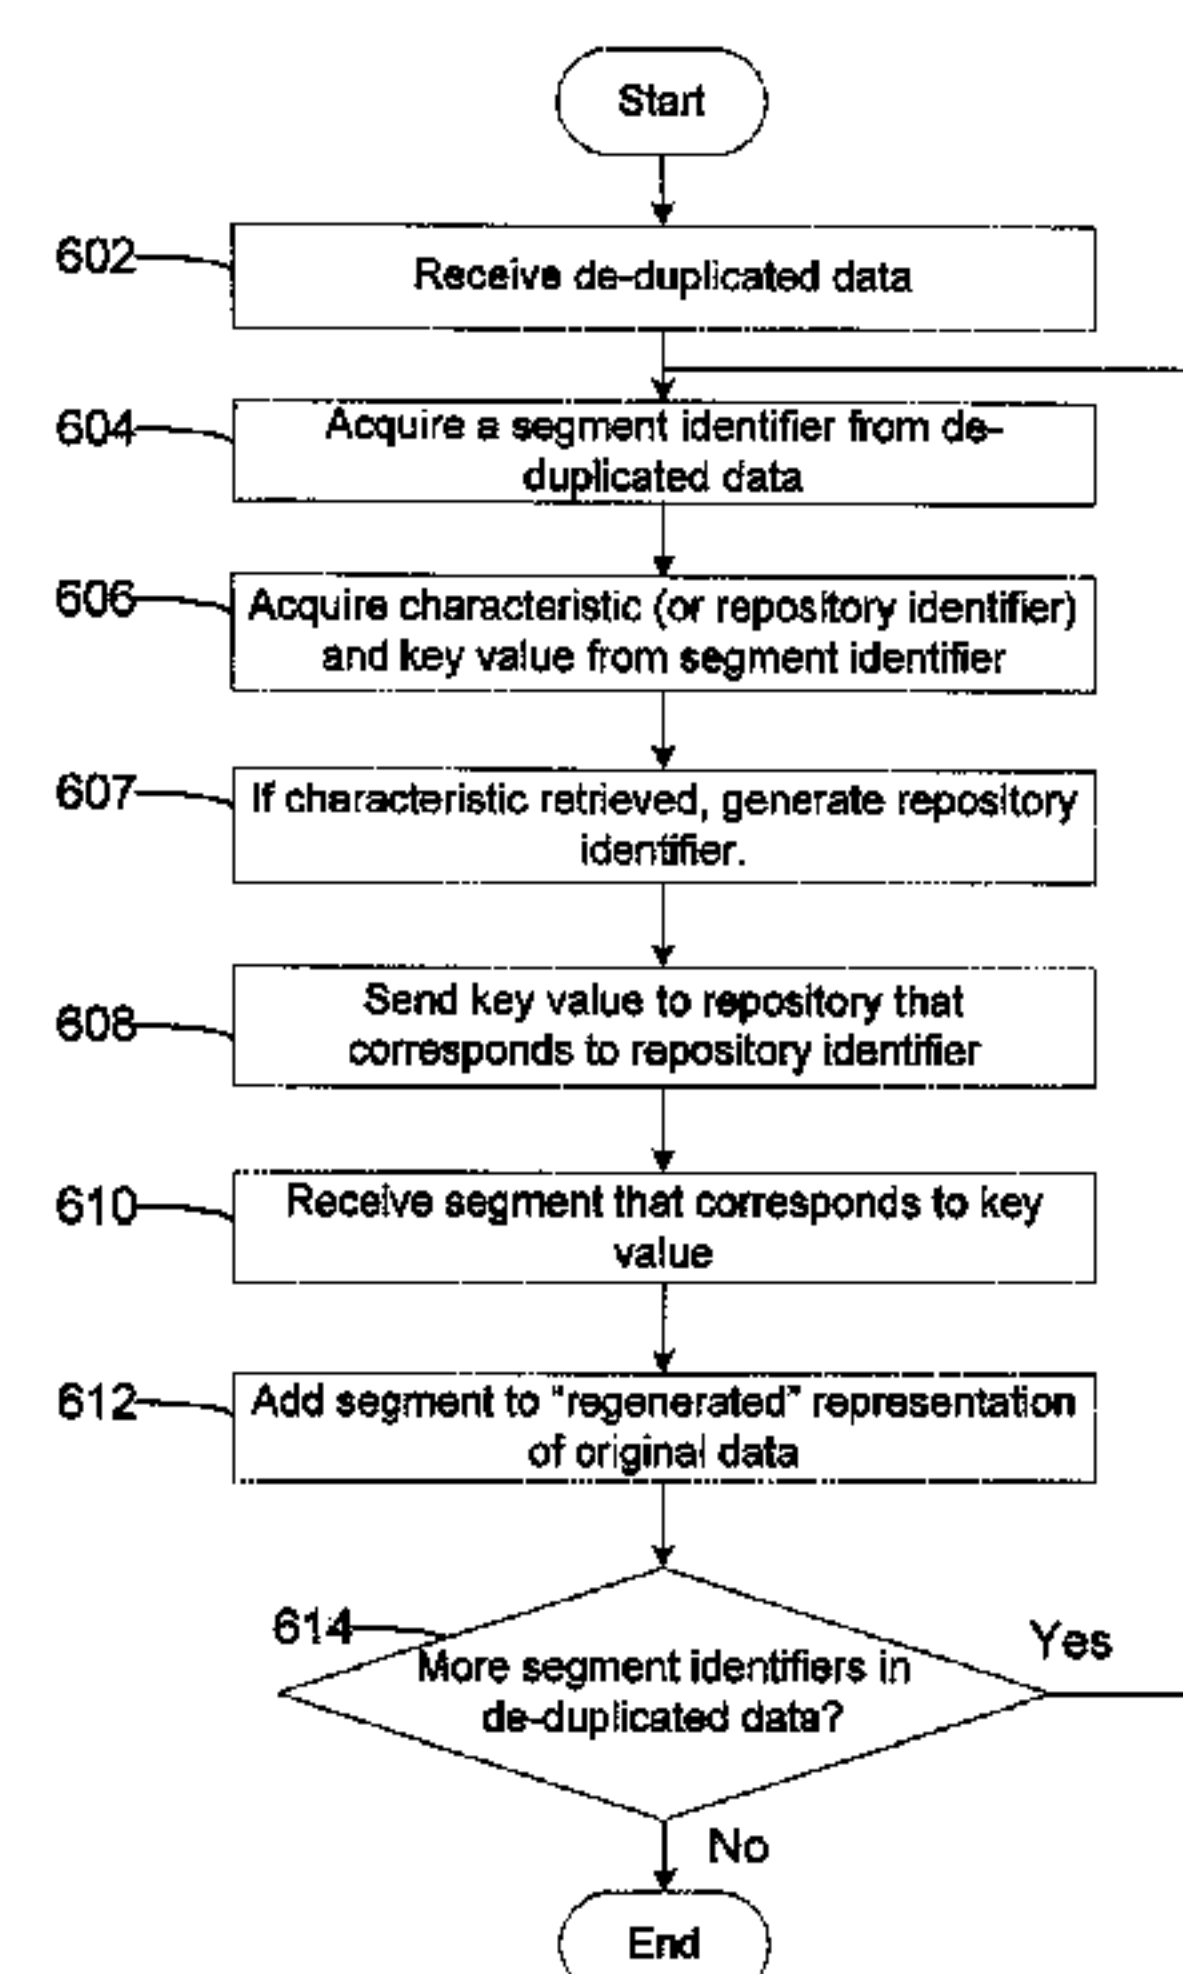 Start
602
Receive de-duplicated data
604
Acquire a segment identifier from de-
duplicated data
606
Acquire characteristic (or repository identifier)
and key value from segment identifier
607
If characteristic retrieved, generate repository
identifier.
608
Send key value to repository that
corresponds to repository identifier
610
Receive segment that corresponds to key
value
612
Add segment to "regenerated" representation
of original data
614
More segment identifiers in
de-duplicated data?
Yes
No
End